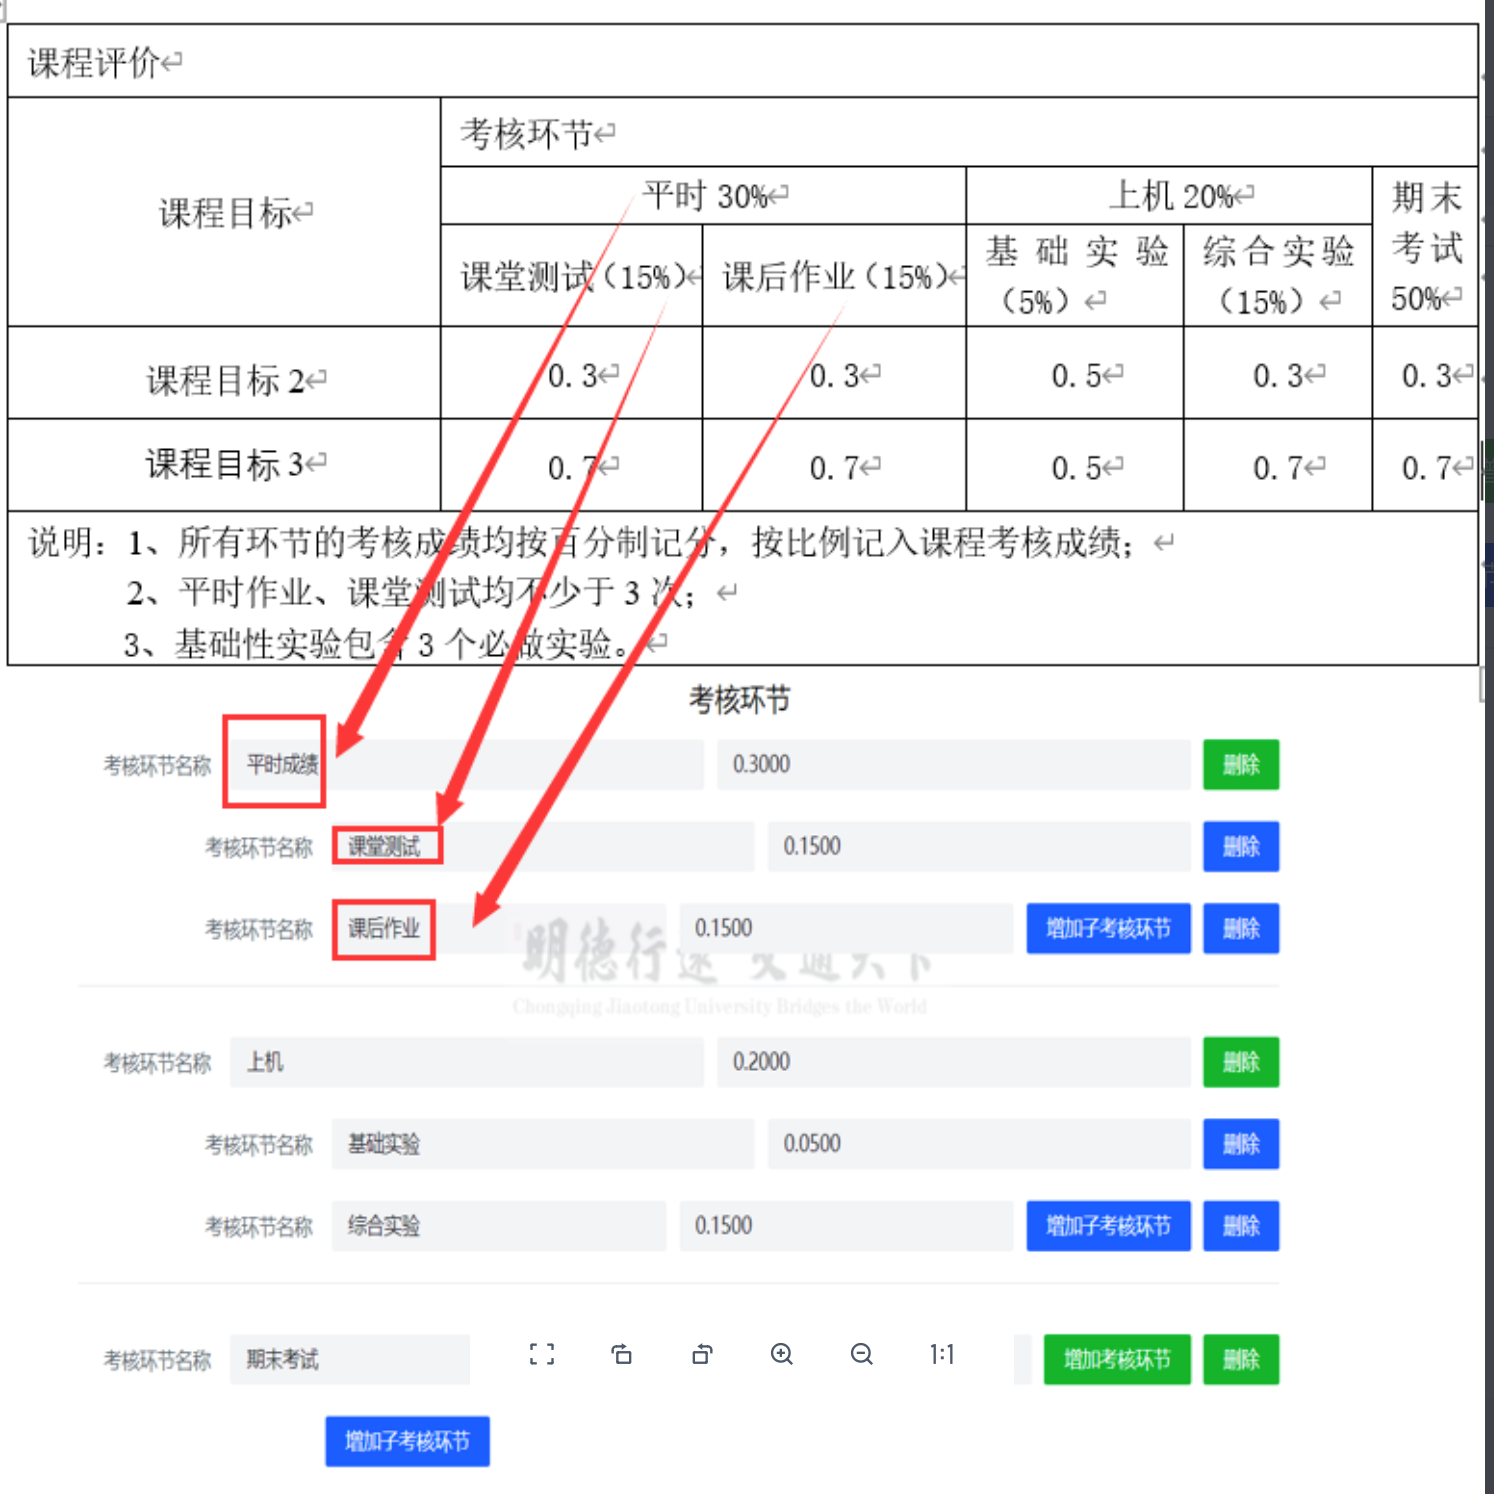 课程评价
考核环节
课程目标
平时 30%
上机 20%
期末考试 50%
课堂测试（15%）
课后作业（15%）
基础实验（5%）
综合实验（15%）
课程目标 2
0.3
0.3
0.5
0.3
0.3
课程目标 3
0.7
0.7
0.5
0.7
0.7
说明：1、所有环节的考核成绩均按百分制记分，按比例记入课程考核成绩；
2、平时作业、课堂测试均不少于 3 次；
3、基础性实验包含 3 个必做实验。
考核环节
考核环节名称 平时成绩 0.3000 删除
考核环节名称 课堂测试 0.1500 删除
考核环节名称 课后作业 0.1500 增加子考核环节 删除
明德行远 交通天下
Chongqing Jiaotong University Bridges the World
考核环节名称 上机 0.2000 删除
考核环节名称 基础实验 0.0500 删除
考核环节名称 综合实验 0.1500 增加子考核环节 删除
考核环节名称 期末考试 1:1 增加考核环节 删除
增加子考核环节